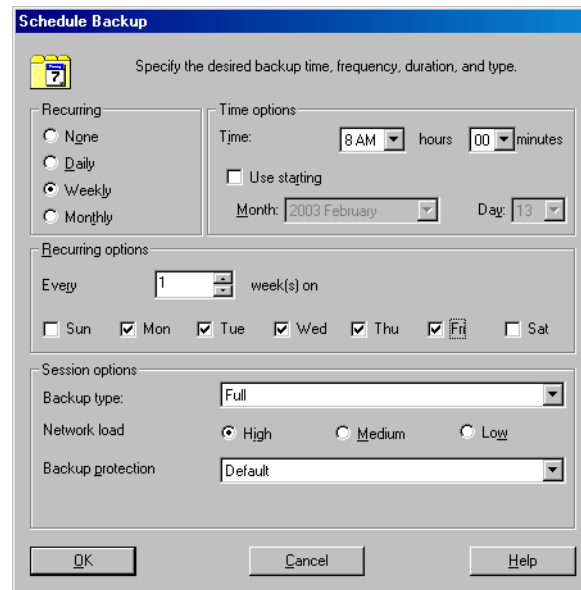 Schedule Backup
7
Specify the desired backup time, frequency, duration, and type.
Recurring
None
Daily
Weekly
Monthly
Time options
Time: 8 AM hours 00 minutes
Use starting
Month: 2003 February Day: 13
Recurring options
Every 1 week(s) on
Sun Mon Tue Wed Thu Fri Sat
Session options
Backup type: Full
Network load High Medium Low
Backup protection Default
OK Cancel Help